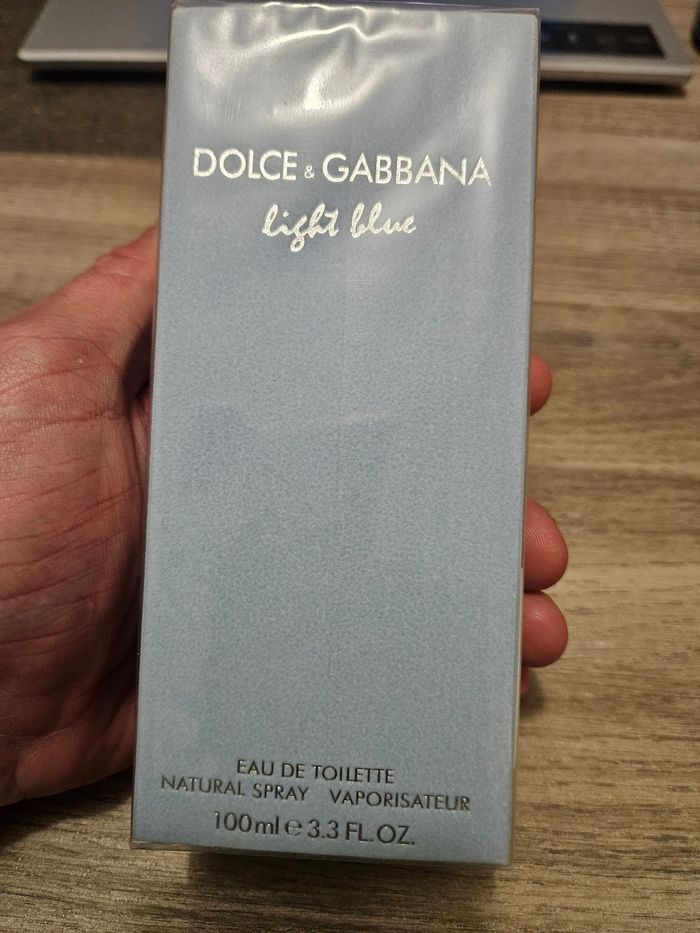 DOLCE & GABBANA
light blue
EAU DE TOILETTE
NATURAL SPRAY VAPORISATEUR
100ml ℮ 3.3 FL.OZ.